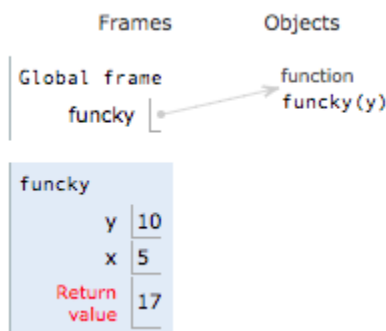 Frames Objects
Global frame
funcky
function
funcky(y)
funcky
y 10
x 5
Return
value 17